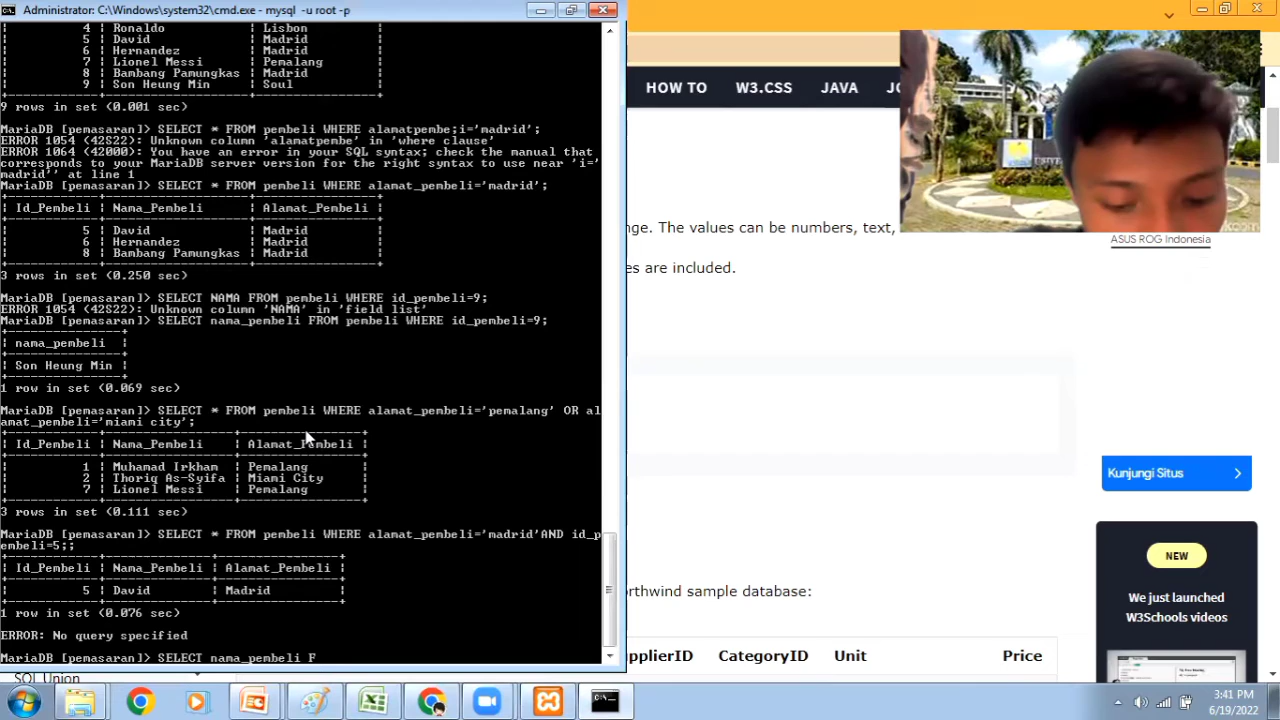 Administrator: C:\Windows\system32\cmd.exe - mysql -u root -p
| 4 | Ronaldo | Lisbon |
| 5 | David | Madrid |
| 6 | Hernandez | Madrid |
| 7 | Lionel Messi | Pemalang |
| 8 | Bambang Pamungkas | Madrid |
| 9 | Son Heung Min | Soul |
+-----------+-------------------+---------------+
9 rows in set (0.001 sec)
MariaDB [pemasaran]> SELECT * FROM pembeli WHERE alamatpembe;i='madrid';
ERROR 1054 (42S22): Unknown column 'alamatpembe' in 'where clause'
ERROR 1064 (42000): You have an error in your SQL syntax; check the manual that
corresponds to your MariaDB server version for the right syntax to use near 'i='
madrid'' at line 1
MariaDB [pemasaran]> SELECT * FROM pembeli WHERE alamat_pembeli='madrid';
+------------+-------------------+----------------+
| Id_Pembeli | Nama_Pembeli | Alamat_Pembeli |
+------------+-------------------+----------------+
| 5 | David | Madrid |
| 6 | Hernandez | Madrid |
| 8 | Bambang Pamungkas | Madrid |
+------------+-------------------+----------------+
3 rows in set (0.250 sec)
MariaDB [pemasaran]> SELECT NAMA FROM pembeli WHERE id_pembeli=9;
ERROR 1054 (42S22): Unknown column 'NAMA' in 'field list'
MariaDB [pemasaran]> SELECT nama_pembeli FROM pembeli WHERE id_pembeli=9;
+---------------+
| nama_pembeli |
+---------------+
| Son Heung Min |
+---------------+
1 row in set (0.069 sec)
MariaDB [pemasaran]> SELECT * FROM pembeli WHERE alamat_pembeli='pemalang' OR al
amat_pembeli='miami city';
+------------+-----------------+----------------+
| Id_Pembeli | Nama_Pembeli | Alamat_Pembeli |
+------------+-----------------+----------------+
| 1 | Muhamad Irkham | Pemalang |
| 2 | Thoriq As-Syifa | Miami City |
| 7 | Lionel Messi | Pemalang |
+------------+-----------------+----------------+
3 rows in set (0.111 sec)
MariaDB [pemasaran]> SELECT * FROM pembeli WHERE alamat_pembeli='madrid'AND id_p
embeli=5;;
+------------+--------------+----------------+
| Id_Pembeli | Nama_Pembeli | Alamat_Pembeli |
+------------+--------------+----------------+
| 5 | David | Madrid |
+------------+--------------+----------------+
1 row in set (0.076 sec)
ERROR: No query specified
MariaDB [pemasaran]> SELECT nama_pembeli F
HOW TO W3.CSS JAVA
nge. The values can be numbers, text,
es are included.
ASUS ROG Indonesia
Kunjungi Situs
NEW
We just launched
W3Schools videos
orthwind sample database:
upplierID CategoryID Unit Price
SQL Union
3:41 PM
6/19/2022